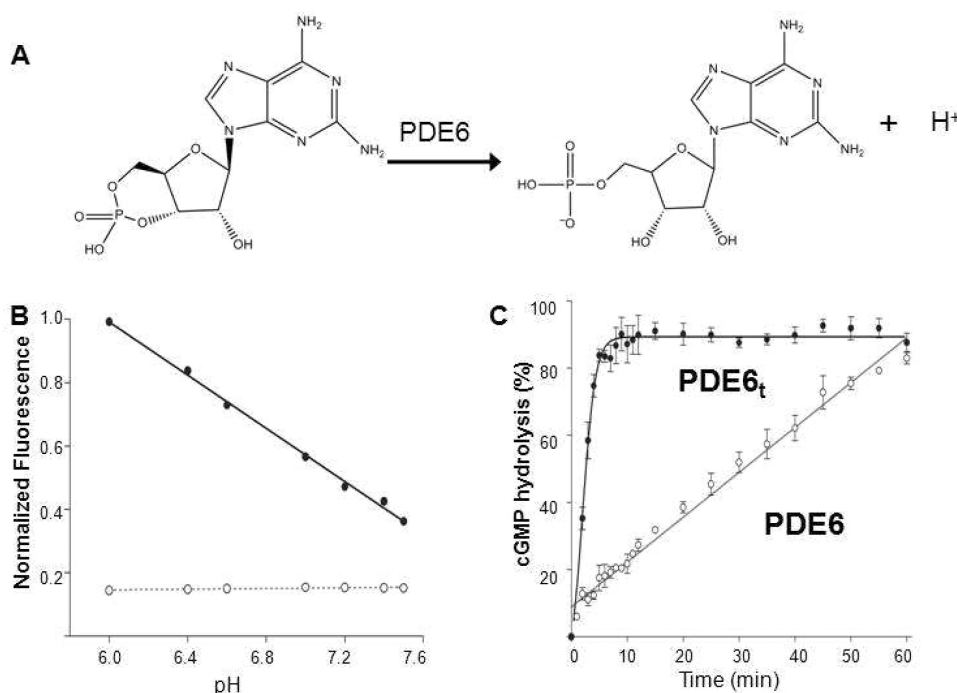 A
NH₂
N
N
N
N
NH₂
O
O
O
P
O
HO
OH
PDE6
NH₂
N
N
N
N
NH₂
O
O
O
HO
P
⁻O
HO
OH
+ H⁺
B
Normalized Fluorescence
1.0
0.8
0.6
0.4
0.2
6.0 6.4 6.8 7.2 7.6
pH
C
cGMP hydrolysis (%)
100
80
60
40
20
0
PDE6t
PDE6
0 10 20 30 40 50 60
Time (min)